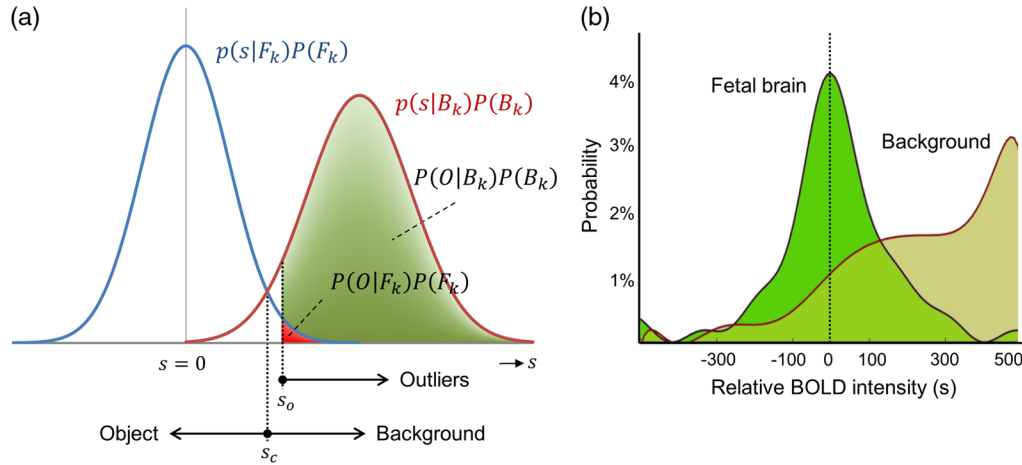 (a)
p(s|F_k)P(F_k)
p(s|B_k)P(B_k)
P(O|B_k)P(B_k)
P(O|F_k)P(F_k)
s = 0
→ s
s_o
Outliers
Object
Background
s_c
(b)
Probability
4%
3%
2%
1%
Fetal brain
Background
-300 -100 0 100 300 500
Relative BOLD intensity (s)